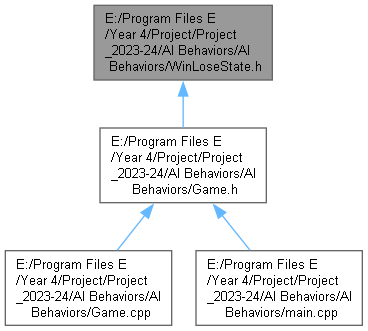 E:/Program Files E
/Year 4/Project/Project
_2023-24/AI Behaviors/AI
Behaviors/WinLoseState.h
E:/Program Files E
/Year 4/Project/Project
_2023-24/AI Behaviors/AI
Behaviors/Game.h
E:/Program Files E
/Year 4/Project/Project
_2023-24/AI Behaviors/AI
Behaviors/Game.cpp
E:/Program Files E
/Year 4/Project/Project
_2023-24/AI Behaviors/AI
Behaviors/main.cpp